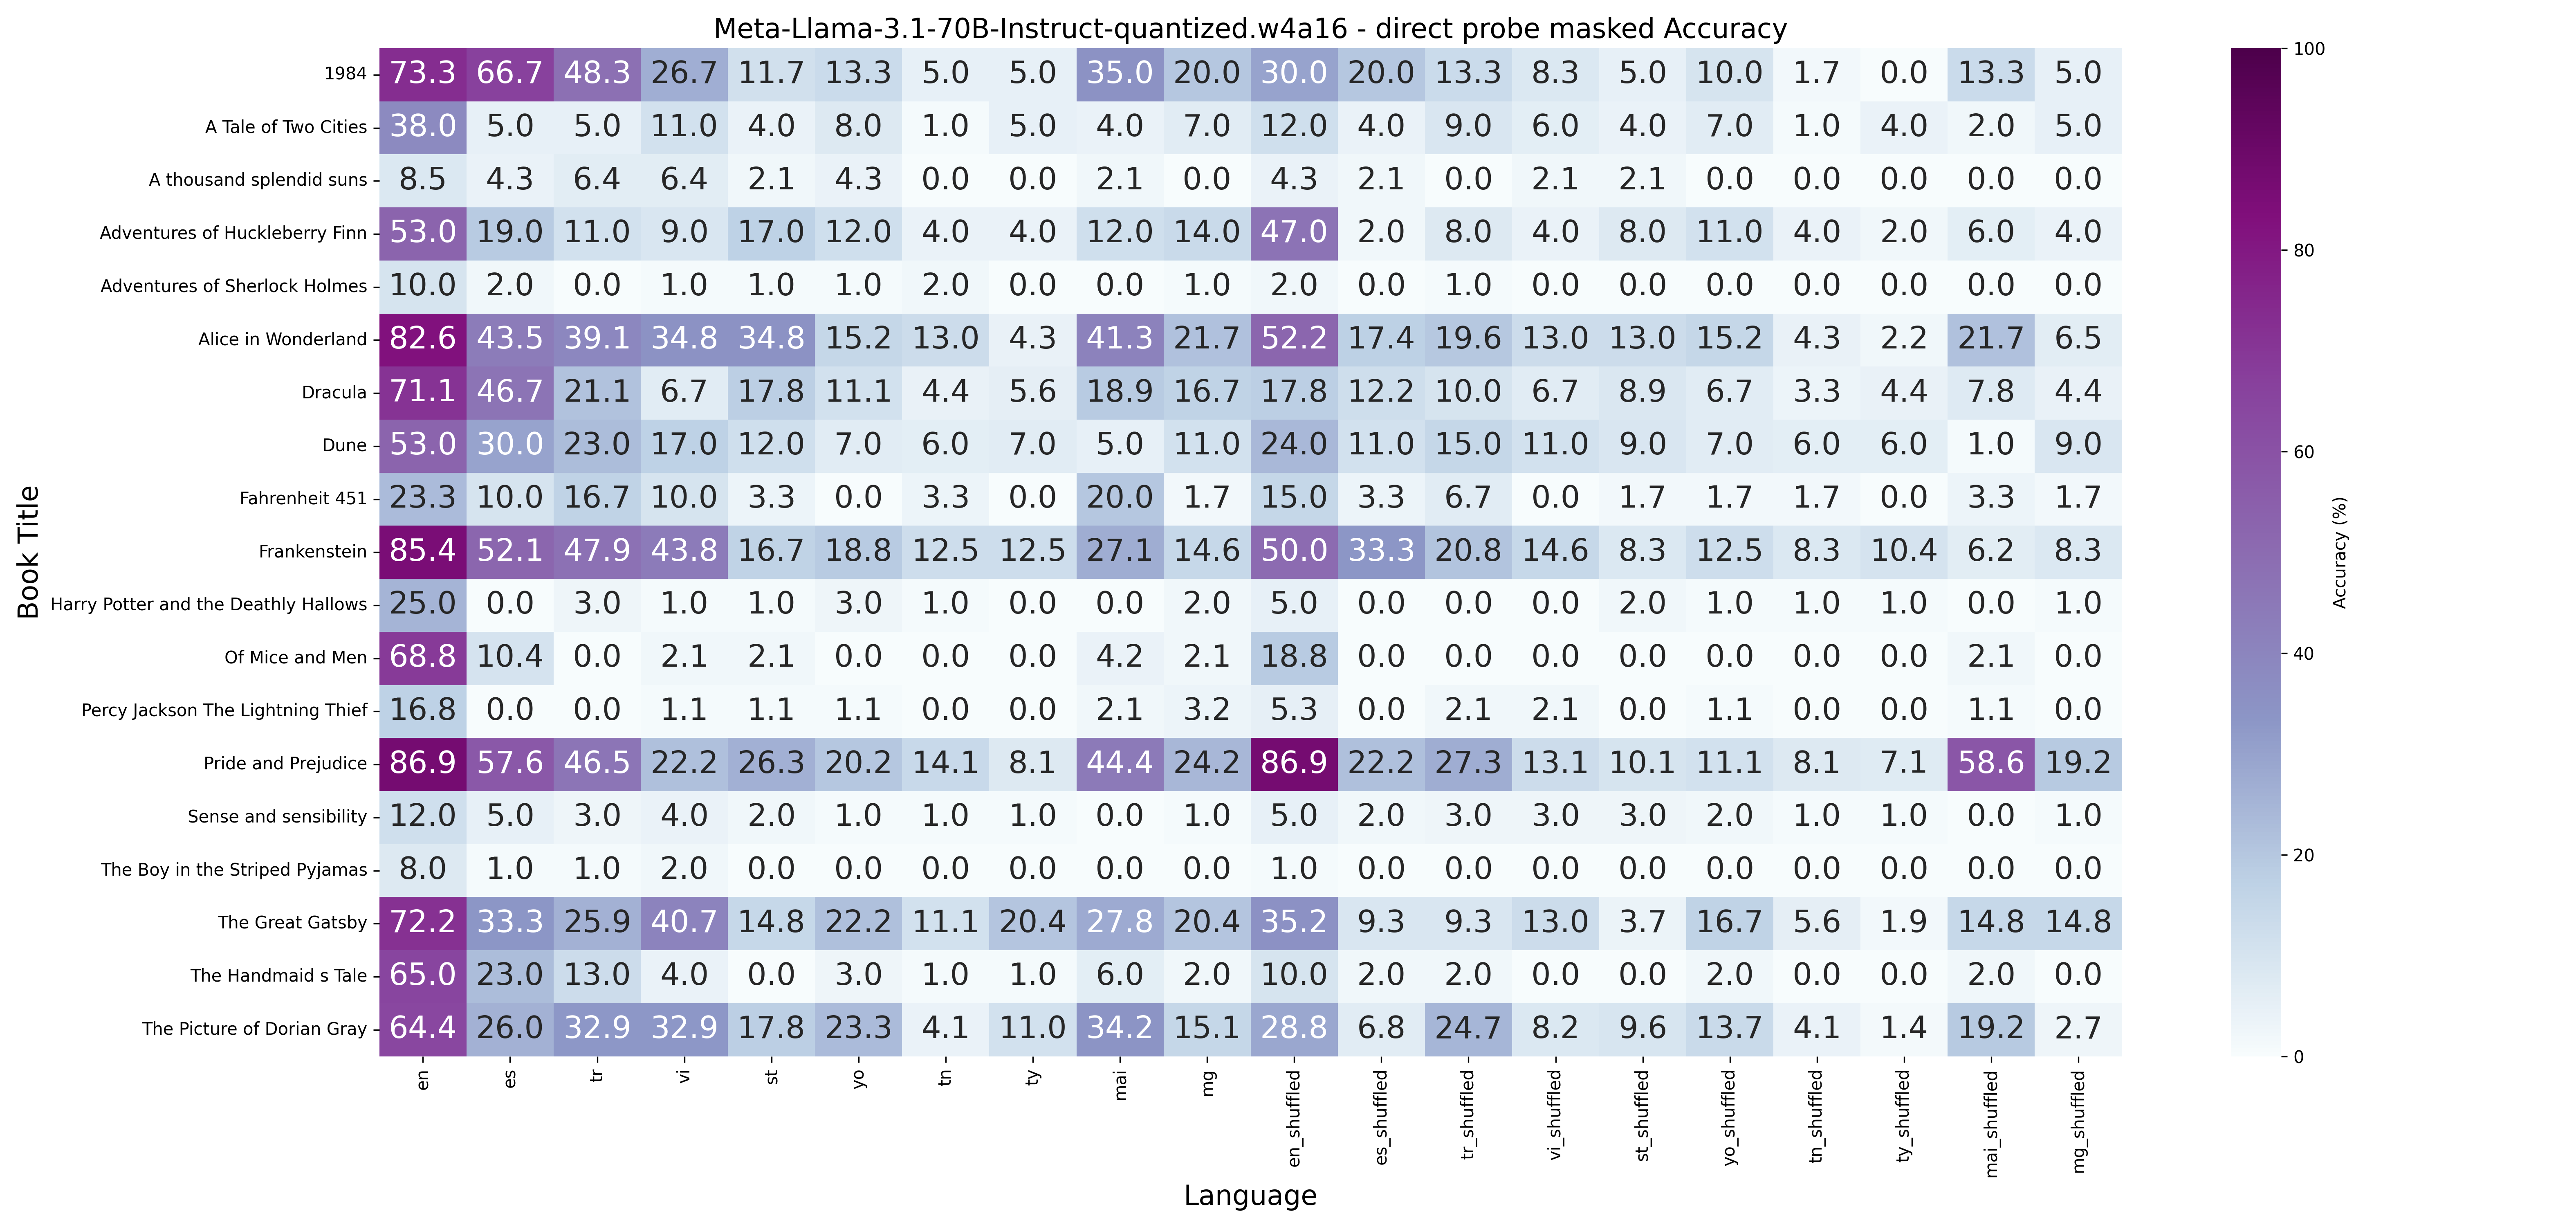 Meta-Llama-3.1-70B-Instruct-quantized.w4a16 - direct probe masked Accuracy
1984 73.3 66.7 48.3 26.7 11.7 13.3 5.0 5.0 35.0 20.0 30.0 20.0 13.3 8.3 5.0 10.0 1.7 0.0 13.3 5.0
A Tale of Two Cities 38.0 5.0 5.0 11.0 4.0 8.0 1.0 5.0 4.0 7.0 12.0 4.0 9.0 6.0 4.0 7.0 1.0 4.0 2.0 5.0
A thousand splendid suns 8.5 4.3 6.4 6.4 2.1 4.3 0.0 0.0 2.1 0.0 4.3 2.1 0.0 2.1 2.1 0.0 0.0 0.0 0.0 0.0
Adventures of Huckleberry Finn 53.0 19.0 11.0 9.0 17.0 12.0 4.0 4.0 12.0 14.0 47.0 2.0 8.0 4.0 8.0 11.0 4.0 2.0 6.0 4.0
Adventures of Sherlock Holmes 10.0 2.0 0.0 1.0 1.0 1.0 2.0 0.0 0.0 1.0 2.0 0.0 1.0 0.0 0.0 0.0 0.0 0.0 0.0 0.0
Alice in Wonderland 82.6 43.5 39.1 34.8 34.8 15.2 13.0 4.3 41.3 21.7 52.2 17.4 19.6 13.0 13.0 15.2 4.3 2.2 21.7 6.5
Dracula 71.1 46.7 21.1 6.7 17.8 11.1 4.4 5.6 18.9 16.7 17.8 12.2 10.0 6.7 8.9 6.7 3.3 4.4 7.8 4.4
Dune 53.0 30.0 23.0 17.0 12.0 7.0 6.0 7.0 5.0 11.0 24.0 11.0 15.0 11.0 9.0 7.0 6.0 6.0 1.0 9.0
Fahrenheit 451 23.3 10.0 16.7 10.0 3.3 0.0 3.3 0.0 20.0 1.7 15.0 3.3 6.7 0.0 1.7 1.7 1.7 0.0 3.3 1.7
Frankenstein 85.4 52.1 47.9 43.8 16.7 18.8 12.5 12.5 27.1 14.6 50.0 33.3 20.8 14.6 8.3 12.5 8.3 10.4 6.2 8.3
Harry Potter and the Deathly Hallows 25.0 0.0 3.0 1.0 1.0 3.0 1.0 0.0 2.0 1.0 5.0 0.0 0.0 0.0 2.0 1.0 1.0 1.0 0.0 1.0
Of Mice and Men 68.8 10.4 0.0 2.1 2.1 0.0 0.0 0.0 4.2 2.1 18.8 0.0 0.0 0.0 0.0 0.0 0.0 0.0 2.1 0.0
Percy Jackson The Lightning Thief 16.8 0.0 0.0 1.1 1.1 1.1 0.0 0.0 2.1 3.2 5.3 0.0 2.1 2.1 0.0 1.1 0.0 0.0 1.1 0.0
Pride and Prejudice 86.9 57.6 46.5 22.2 26.3 20.2 14.1 8.1 44.4 24.2 86.9 22.2 27.3 13.1 10.1 11.1 8.1 7.1 58.6 19.2
Sense and sensibility 12.0 5.0 3.0 4.0 2.0 1.0 1.0 1.0 0.0 1.0 5.0 2.0 3.0 3.0 3.0 2.0 1.0 1.0 0.0 1.0
The Boy in the Striped Pyjamas 8.0 1.0 1.0 2.0 0.0 0.0 0.0 0.0 0.0 0.0 1.0 0.0 0.0 0.0 0.0 0.0 0.0 0.0 0.0 0.0
The Great Gatsby 72.2 33.3 25.9 40.7 14.8 22.2 11.1 20.4 27.8 20.4 35.2 9.3 9.3 13.0 3.7 16.7 5.6 1.9 14.8 14.8
The Handmaid s Tale 65.0 23.0 13.0 4.0 0.0 3.0 1.0 1.0 6.0 2.0 10.0 2.0 2.0 0.0 0.0 2.0 0.0 0.0 2.0 0.0
The Picture of Dorian Gray 64.4 26.0 32.9 32.9 17.8 23.3 4.1 11.0 34.2 15.1 28.8 6.8 24.7 8.2 9.6 13.7 4.1 1.4 19.2 2.7
en es tr vi st yo tn ty mai mg en_shuffled es_shuffled tr_shuffled vi_shuffled st_shuffled yo_shuffled tn_shuffled ty_shuffled mai_shuffled mg_shuffled
Language
Book Title
100
80
60
40
20
0
Accuracy (%)